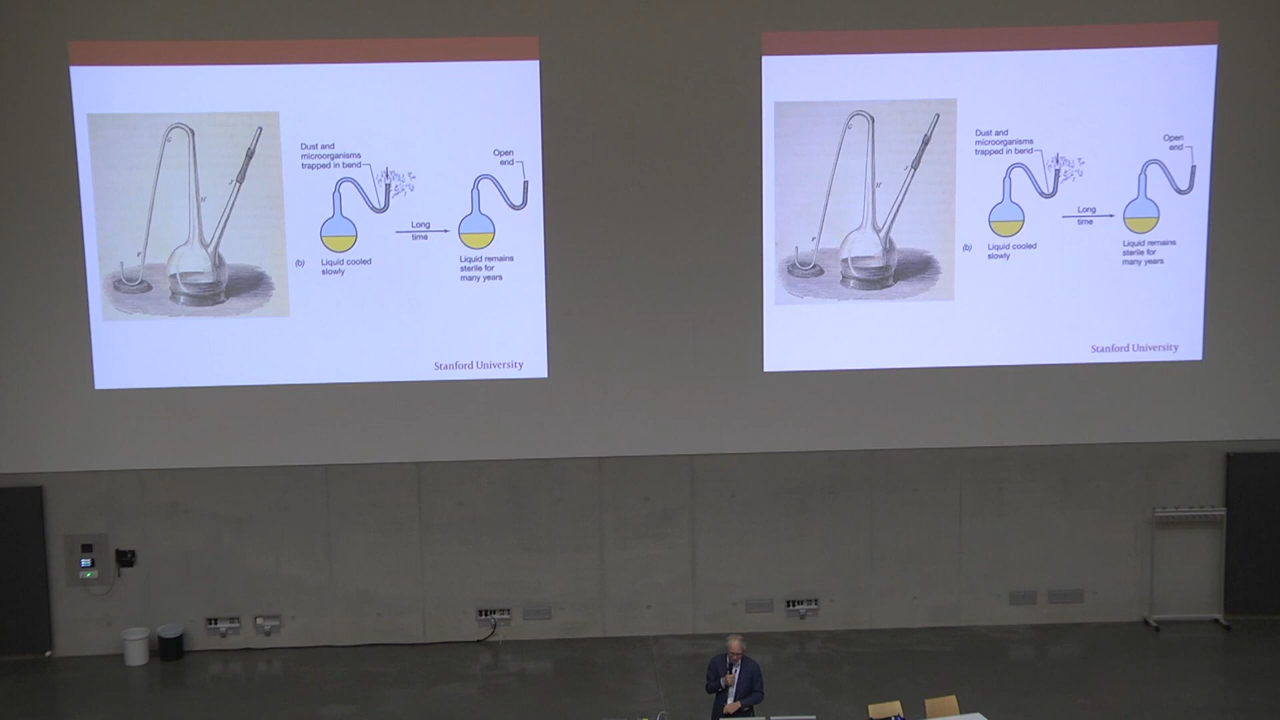 Dust and
microorganisms
trapped in bend
Open
end
Long
time
(b)
Liquid cooled
slowly
Liquid remains
sterile for
many years
Stanford University
Dust and
microorganisms
trapped in bend
Open
end
Long
time
(b)
Liquid cooled
slowly
Liquid remains
sterile for
many years
Stanford University